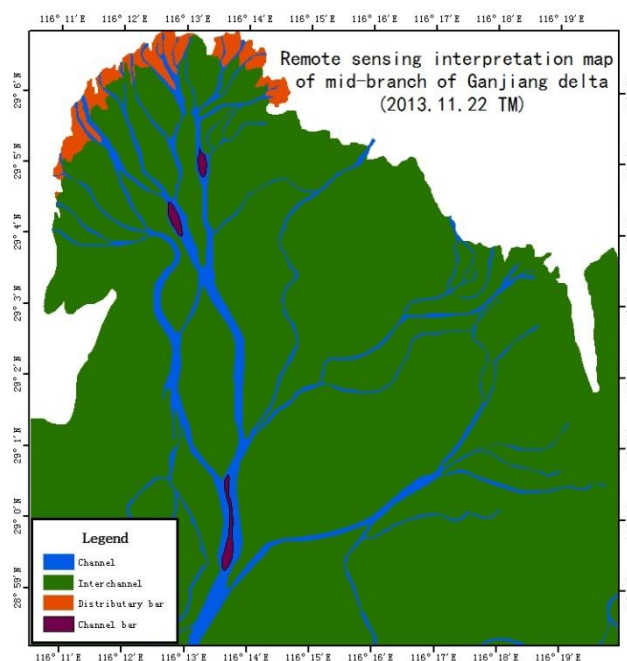 116° 11′ E 116° 12′ E 116° 13′ E 116° 14′ E 116° 15′ E 116° 16′ E 116° 17′ E 116° 18′ E 116° 19′ E
Remote sensing interpretation map
of mid-branch of Ganjiang delta
(2013.11.22 TM)
29° 6′ N
29° 5′ N
29° 4′ N
29° 3′ N
29° 2′ N
29° 1′ N
29° 0′ N
28° 59′ N
Legend
Channel
Interchannel
Distributary bar
Channel bar
116° 11′ E 116° 12′ E 116° 13′ E 116° 14′ E 116° 15′ E 116° 16′ E 116° 17′ E 116° 18′ E 116° 19′ E